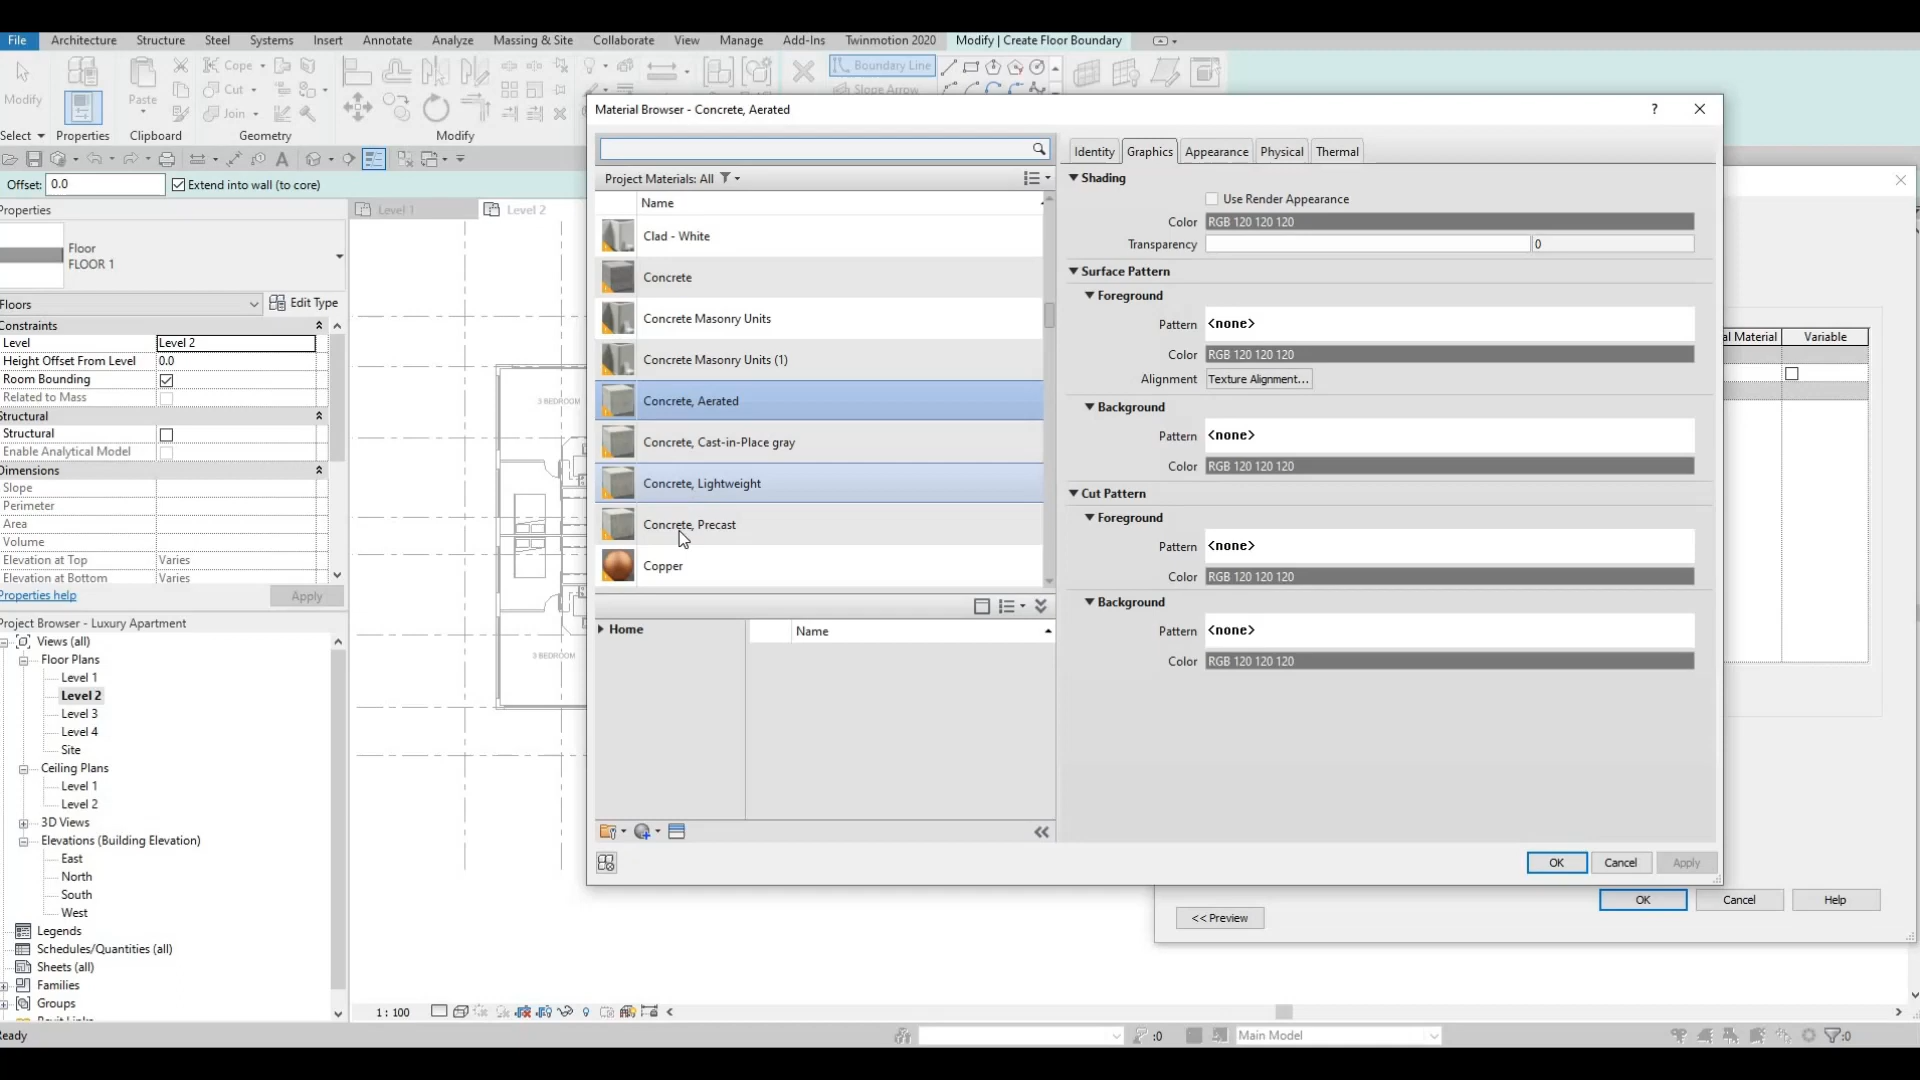 File Architecture Structure Steel Systems Insert Annotate Analyze Massing & Site Collaborate View Manage Add-Ins Twinmotion 2020 Modify | Create Floor Boundary
Modify
Paste
Cope
Cut
Join
Boundary Line
Slope Arrow
Select Properties Clipboard Geometry Modify
Offset: 0.0 Extend into wall (to core)
Properties
Floor
FLOOR 1
Floors Edit Type
Constraints
Level Level 2
Height Offset From Level 0.0
Room Bounding
Related to Mass
Structural
Structural
Enable Analytical Model
Dimensions
Slope
Perimeter
Area
Volume
Elevation at Top Varies
Elevation at Bottom Varies
Properties help Apply
Project Browser - Luxury Apartment
Views (all)
Floor Plans
Level 1
Level 2
Level 3
Level 4
Site
Ceiling Plans
Level 1
Level 2
3D Views
Elevations (Building Elevation)
East
North
South
West
Legends
Schedules/Quantities (all)
Sheets (all)
Families
Groups
Level 1 Level 2
3 BEDROOM
3 BEDROOM
Material Browser - Concrete, Aerated ?
Project Materials: All
Name
Clad - White
Concrete
Concrete Masonry Units
Concrete Masonry Units (1)
Concrete, Aerated
Concrete, Cast-in-Place gray
Concrete, Lightweight
Concrete, Precast
Copper
Home Name
Identity Graphics Appearance Physical Thermal
Shading
Use Render Appearance
Color RGB 120 120 120
Transparency 0
Surface Pattern
Foreground
Pattern <none>
Color RGB 120 120 120
Alignment Texture Alignment...
Background
Pattern <none>
Color RGB 120 120 120
Cut Pattern
Foreground
Pattern <none>
Color RGB 120 120 120
Background
Pattern <none>
Color RGB 120 120 120
OK Cancel Apply
al Material Variable
<< Preview OK Cancel Help
1 : 100
eady :0 Main Model :0